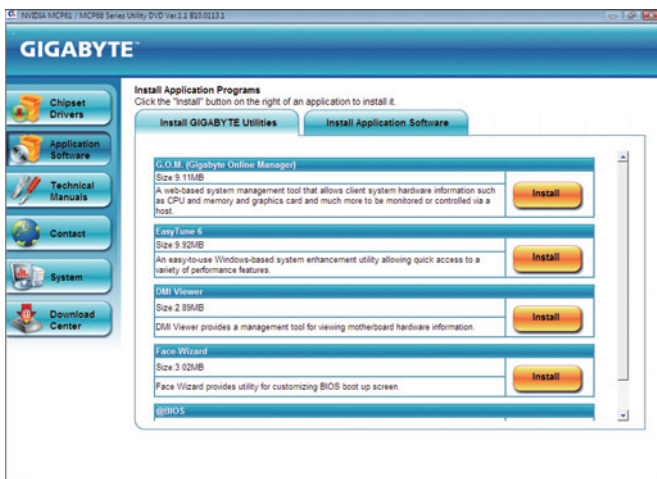 NVIDIA MCP61 / MCP68 Series Utility DVD Ver.1.1 B10.0113.1
GIGABYTE™
Chipset
Drivers
Application
Software
Technical
Manuals
Contact
System
Download
Center
Install Application Programs
Click the "Install" button on the right of an application to install it.
Install GIGABYTE Utilities
Install Application Software
G.O.M. (Gigabyte Online Manager)
Size:9.11MB
A web-based system management tool that allows client system hardware information such
as CPU and memory and graphics card and much more to be monitored or controlled via a
host.
Install
EasyTune 6
Size:9.92MB
An easy-to-use Windows-based system enhancement utility allowing quick access to a
variety of performance features.
Install
DMI Viewer
Size:2.89MB
DMI Viewer provides a management tool for viewing motherboard hardware information.
Install
Face-Wizard
Size:3.02MB
Face Wizard provides utility for customizing BIOS boot up screen.
Install
@BIOS